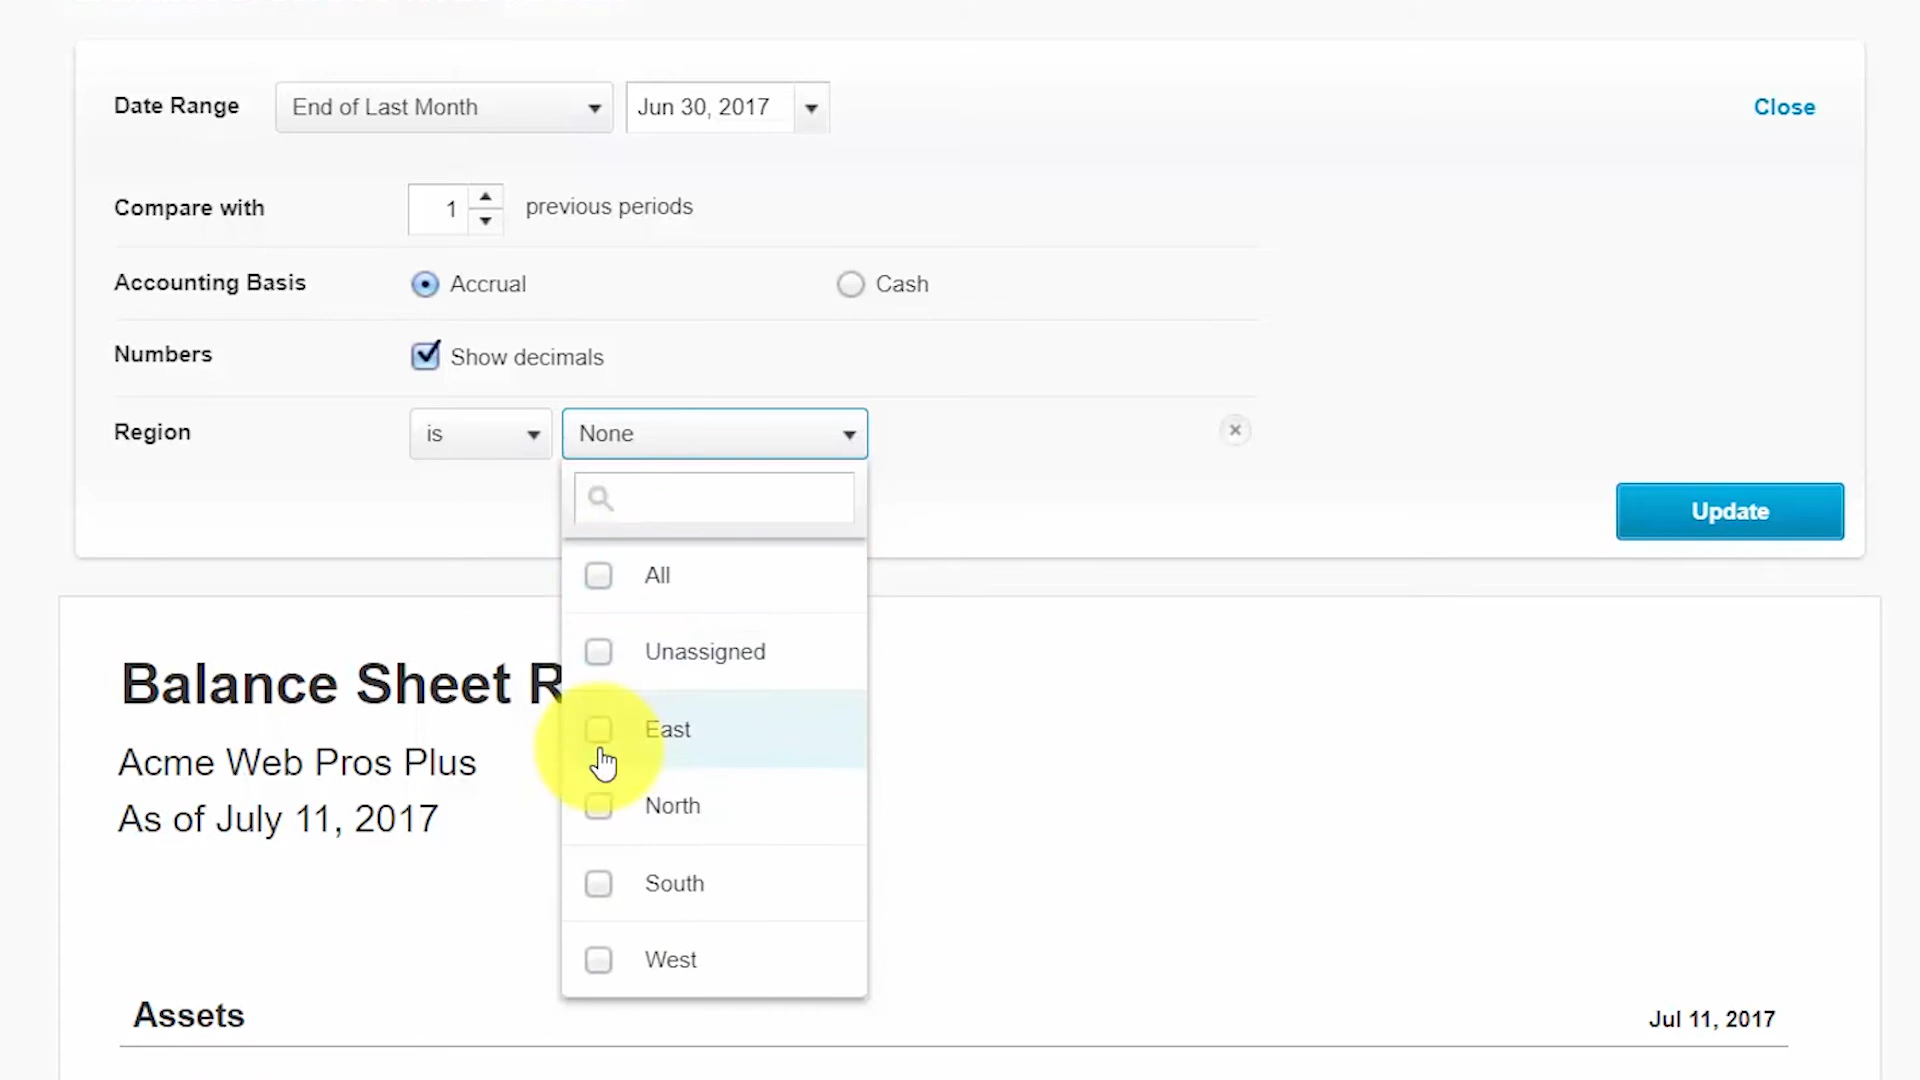 Date Range End of Last Month Jun 30, 2017 Close
Compare with 1 previous periods
Accounting Basis Accrual Cash
Numbers Show decimals
Region is None
Update
All
Unassigned
East
North
South
West
Balance Sheet R
Acme Web Pros Plus
As of July 11, 2017
Assets Jul 11, 2017